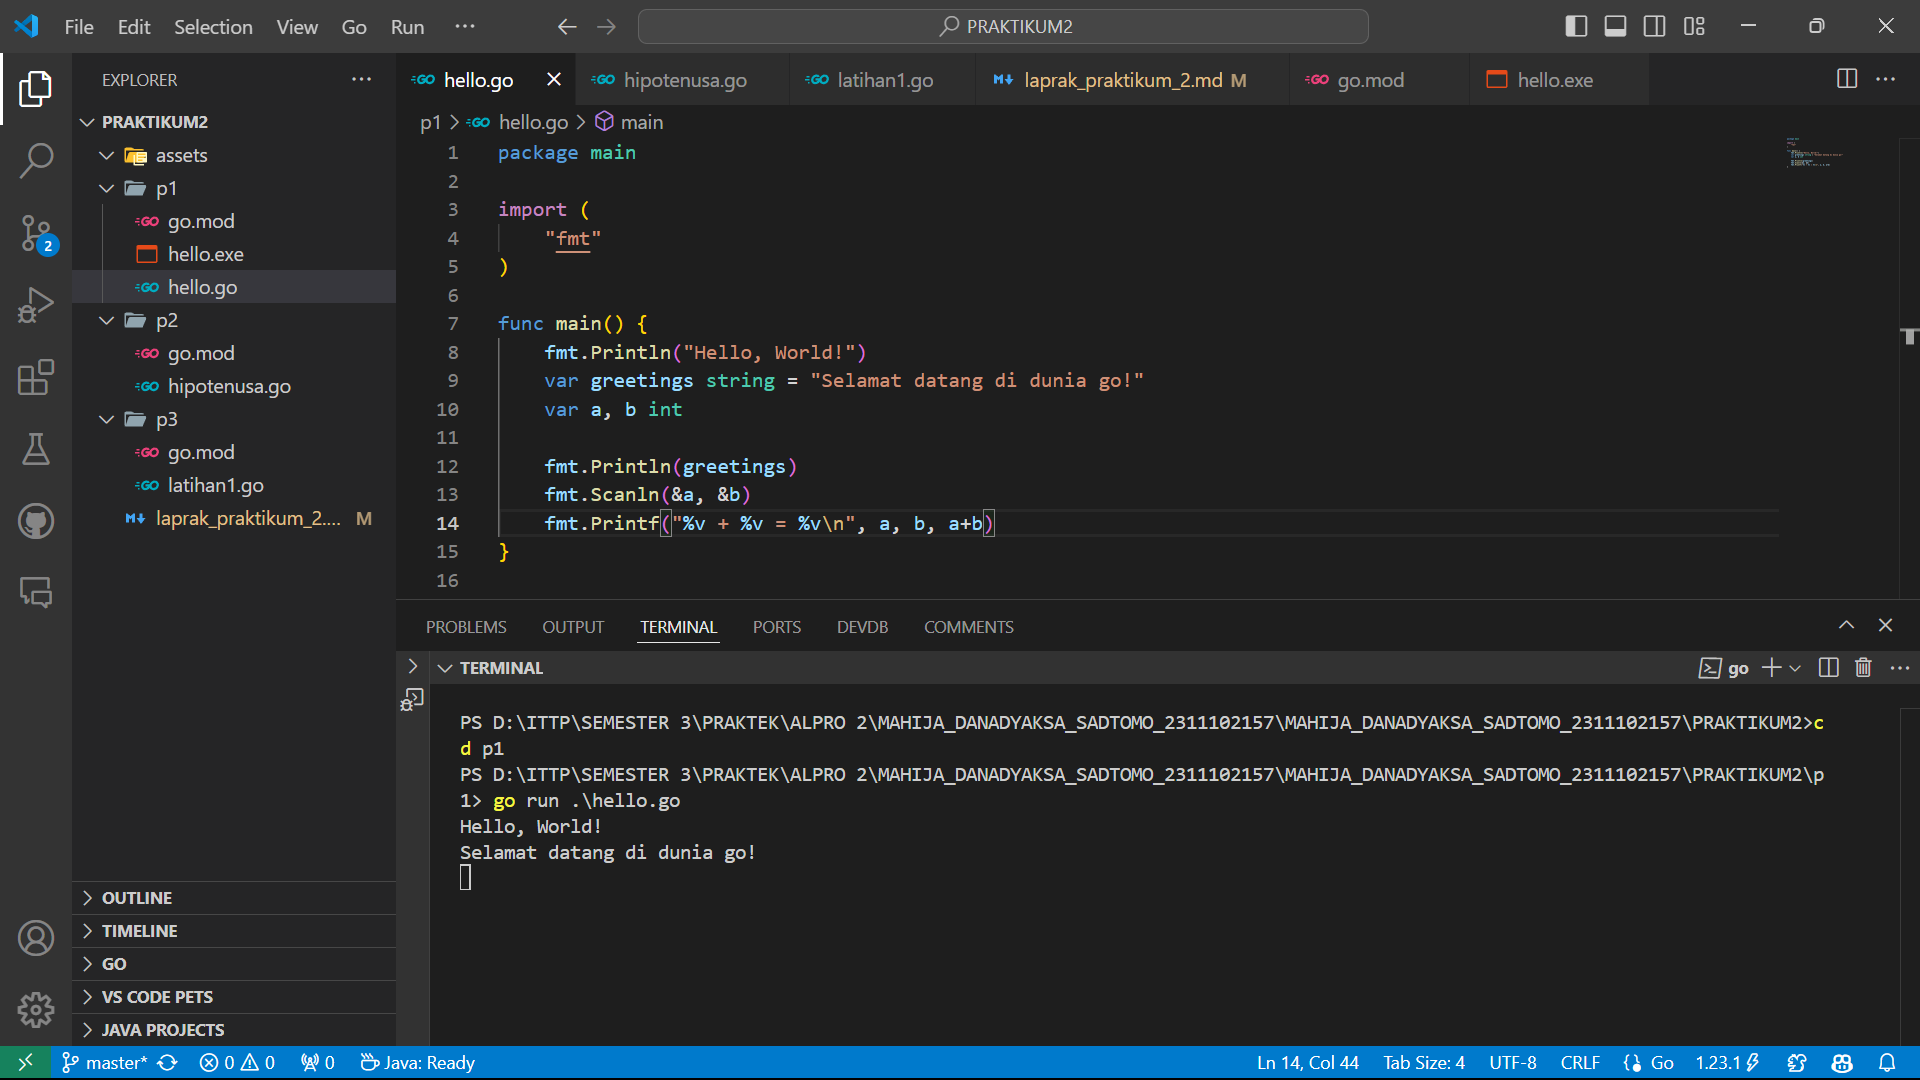 File Edit Selection View Go Run ··· PRAKTIKUM2
EXPLORER ···
hello.go hipotenusa.go latihan1.go laprak_praktikum_2.md M go.mod hello.exe ···
p1 > hello.go > main
PRAKTIKUM2
assets
p1
go.mod
hello.exe
hello.go
p2
go.mod
hipotenusa.go
p3
go.mod
latihan1.go
laprak_praktikum_2.... M
2
OUTLINE
TIMELINE
GO
VS CODE PETS
JAVA PROJECTS
1 package main
2
3 import (
4 "fmt"
5 )
6
7 func main() {
8 fmt.Println("Hello, World!")
9 var greetings string = "Selamat datang di dunia go!"
10 var a, b int
11
12 fmt.Println(greetings)
13 fmt.Scanln(&a, &b)
14 fmt.Printf("%v + %v = %v\n", a, b, a+b)
15 }
16
PROBLEMS OUTPUT TERMINAL PORTS DEVDB COMMENTS
TERMINAL go ···
PS D:\ITTP\SEMESTER 3\PRAKTEK\ALPRO 2\MAHIJA_DANADYAKSA_SADTOMO_2311102157\MAHIJA_DANADYAKSA_SADTOMO_2311102157\PRAKTIKUM2>c
d p1
PS D:\ITTP\SEMESTER 3\PRAKTEK\ALPRO 2\MAHIJA_DANADYAKSA_SADTOMO_2311102157\MAHIJA_DANADYAKSA_SADTOMO_2311102157\PRAKTIKUM2\p
1> go run .\hello.go
Hello, World!
Selamat datang di dunia go!
master* 0 0 0 Java: Ready Ln 14, Col 44 Tab Size: 4 UTF-8 CRLF Go 1.23.1